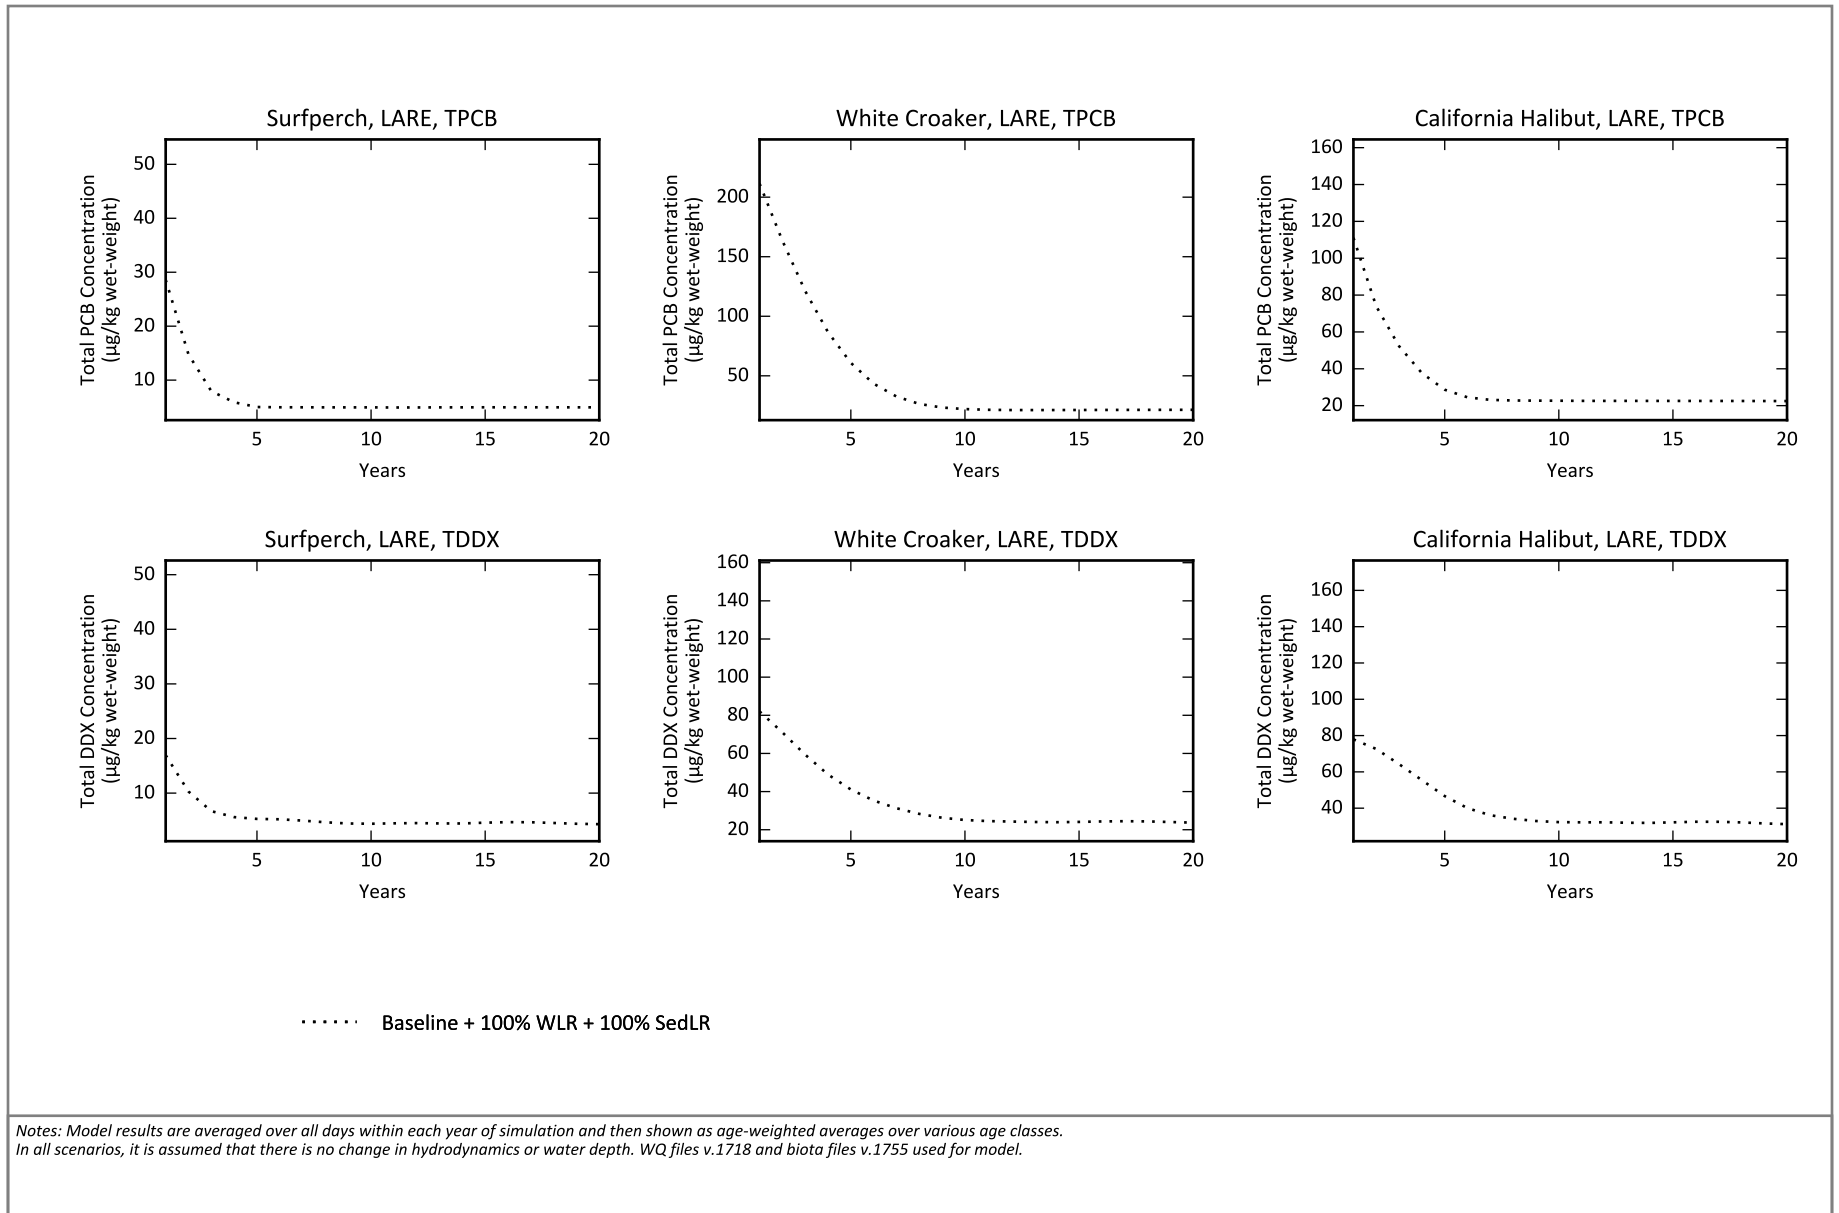 Surfperch, LARE, TPCB
Total PCB Concentration
(µg/kg wet-weight)
50
40
30
20
10
5 10 15 20
Years
White Croaker, LARE, TPCB
Total PCB Concentration
(µg/kg wet-weight)
200
150
100
50
5 10 15 20
Years
California Halibut, LARE, TPCB
Total PCB Concentration
(µg/kg wet-weight)
160
140
120
100
80
60
40
20
5 10 15 20
Years
Surfperch, LARE, TDDX
Total DDX Concentration
(µg/kg wet-weight)
50
40
30
20
10
5 10 15 20
Years
White Croaker, LARE, TDDX
Total DDX Concentration
(µg/kg wet-weight)
160
140
120
100
80
60
40
20
5 10 15 20
Years
California Halibut, LARE, TDDX
Total DDX Concentration
(µg/kg wet-weight)
160
140
120
100
80
60
40
5 10 15 20
Years
Baseline + 100% WLR + 100% SedLR
Notes: Model results are averaged over all days within each year of simulation and then shown as age-weighted averages over various age classes.
In all scenarios, it is assumed that there is no change in hydrodynamics or water depth. WQ files v.1718 and biota files v.1755 used for model.